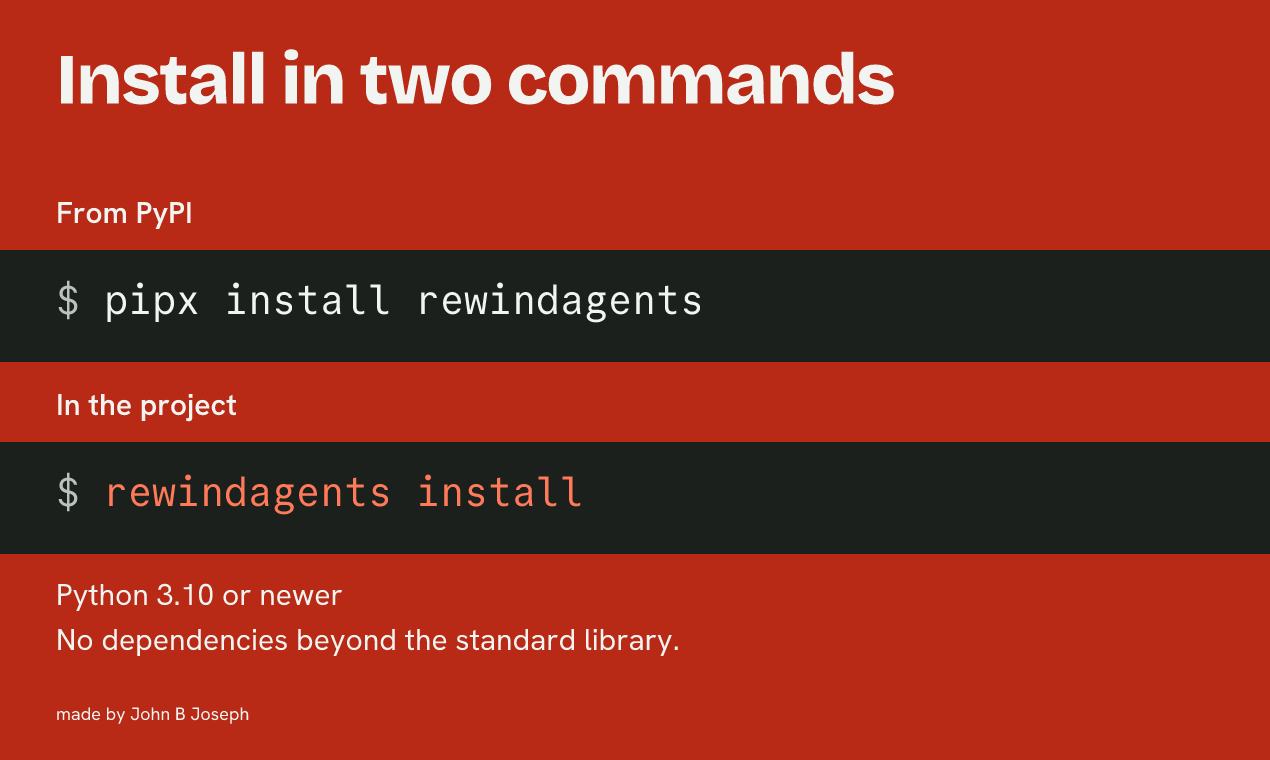 Install in two commands
From PyPI
$ pipx install rewindagents
In the project
$ rewindagents install
Python 3.10 or newer
No dependencies beyond the standard library.
made by John B Joseph